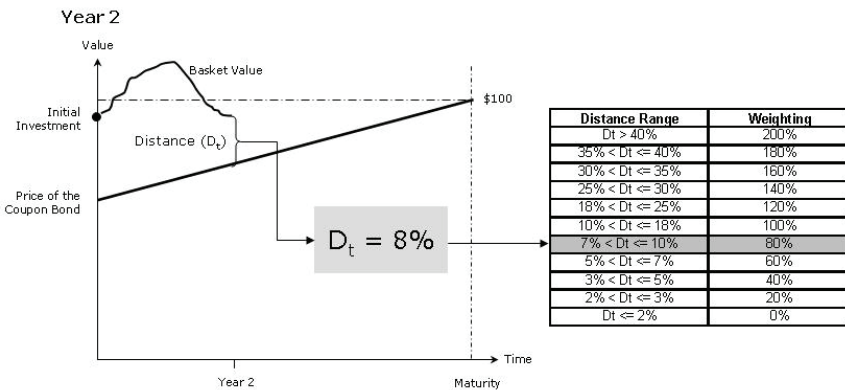 Year 2
Value
Basket Value
Initial
Investment
$100
Distance (Dt)
Price of the
Coupon Bond
Dt = 8%
Distance Range Weighting
Dt > 40% 200%
35% < Dt <= 40% 180%
30% < Dt <= 35% 160%
25% < Dt <= 30% 140%
18% < Dt <= 25% 120%
10% < Dt <= 18% 100%
7% < Dt <= 10% 80%
5% < Dt <= 7% 60%
3% < Dt <= 5% 40%
2% < Dt <= 3% 20%
Dt <= 2% 0%
Time
Year 2
Maturity